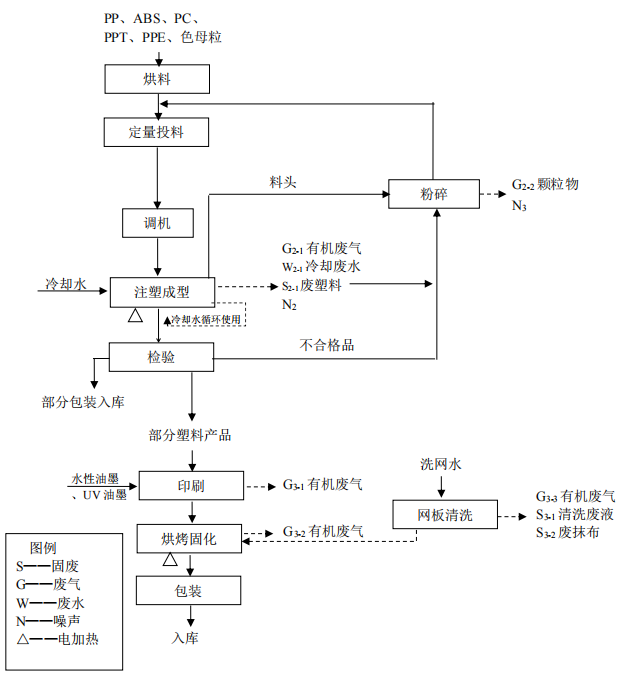 PP、ABS、PC、
PPT、PPE、色母粒
烘料
定量投料
料头
粉碎
G2-2 颗粒物
N3
调机
G2-1 有机废气
W2-1 冷却废水
S2-1 废塑料
N2
冷却水
注塑成型
冷却水循环使用
检验
不合格品
部分包装入库
部分塑料产品
洗网水
水性油墨
、UV 油墨
印刷
G3-1 有机废气
网板清洗
G3-3 有机废气
S3-1 清洗废液
S3-2 废抹布
烘烤固化
G3-2 有机废气
包装
入库
图例
S——固废
G——废气
W——废水
N——噪声
△——电加热